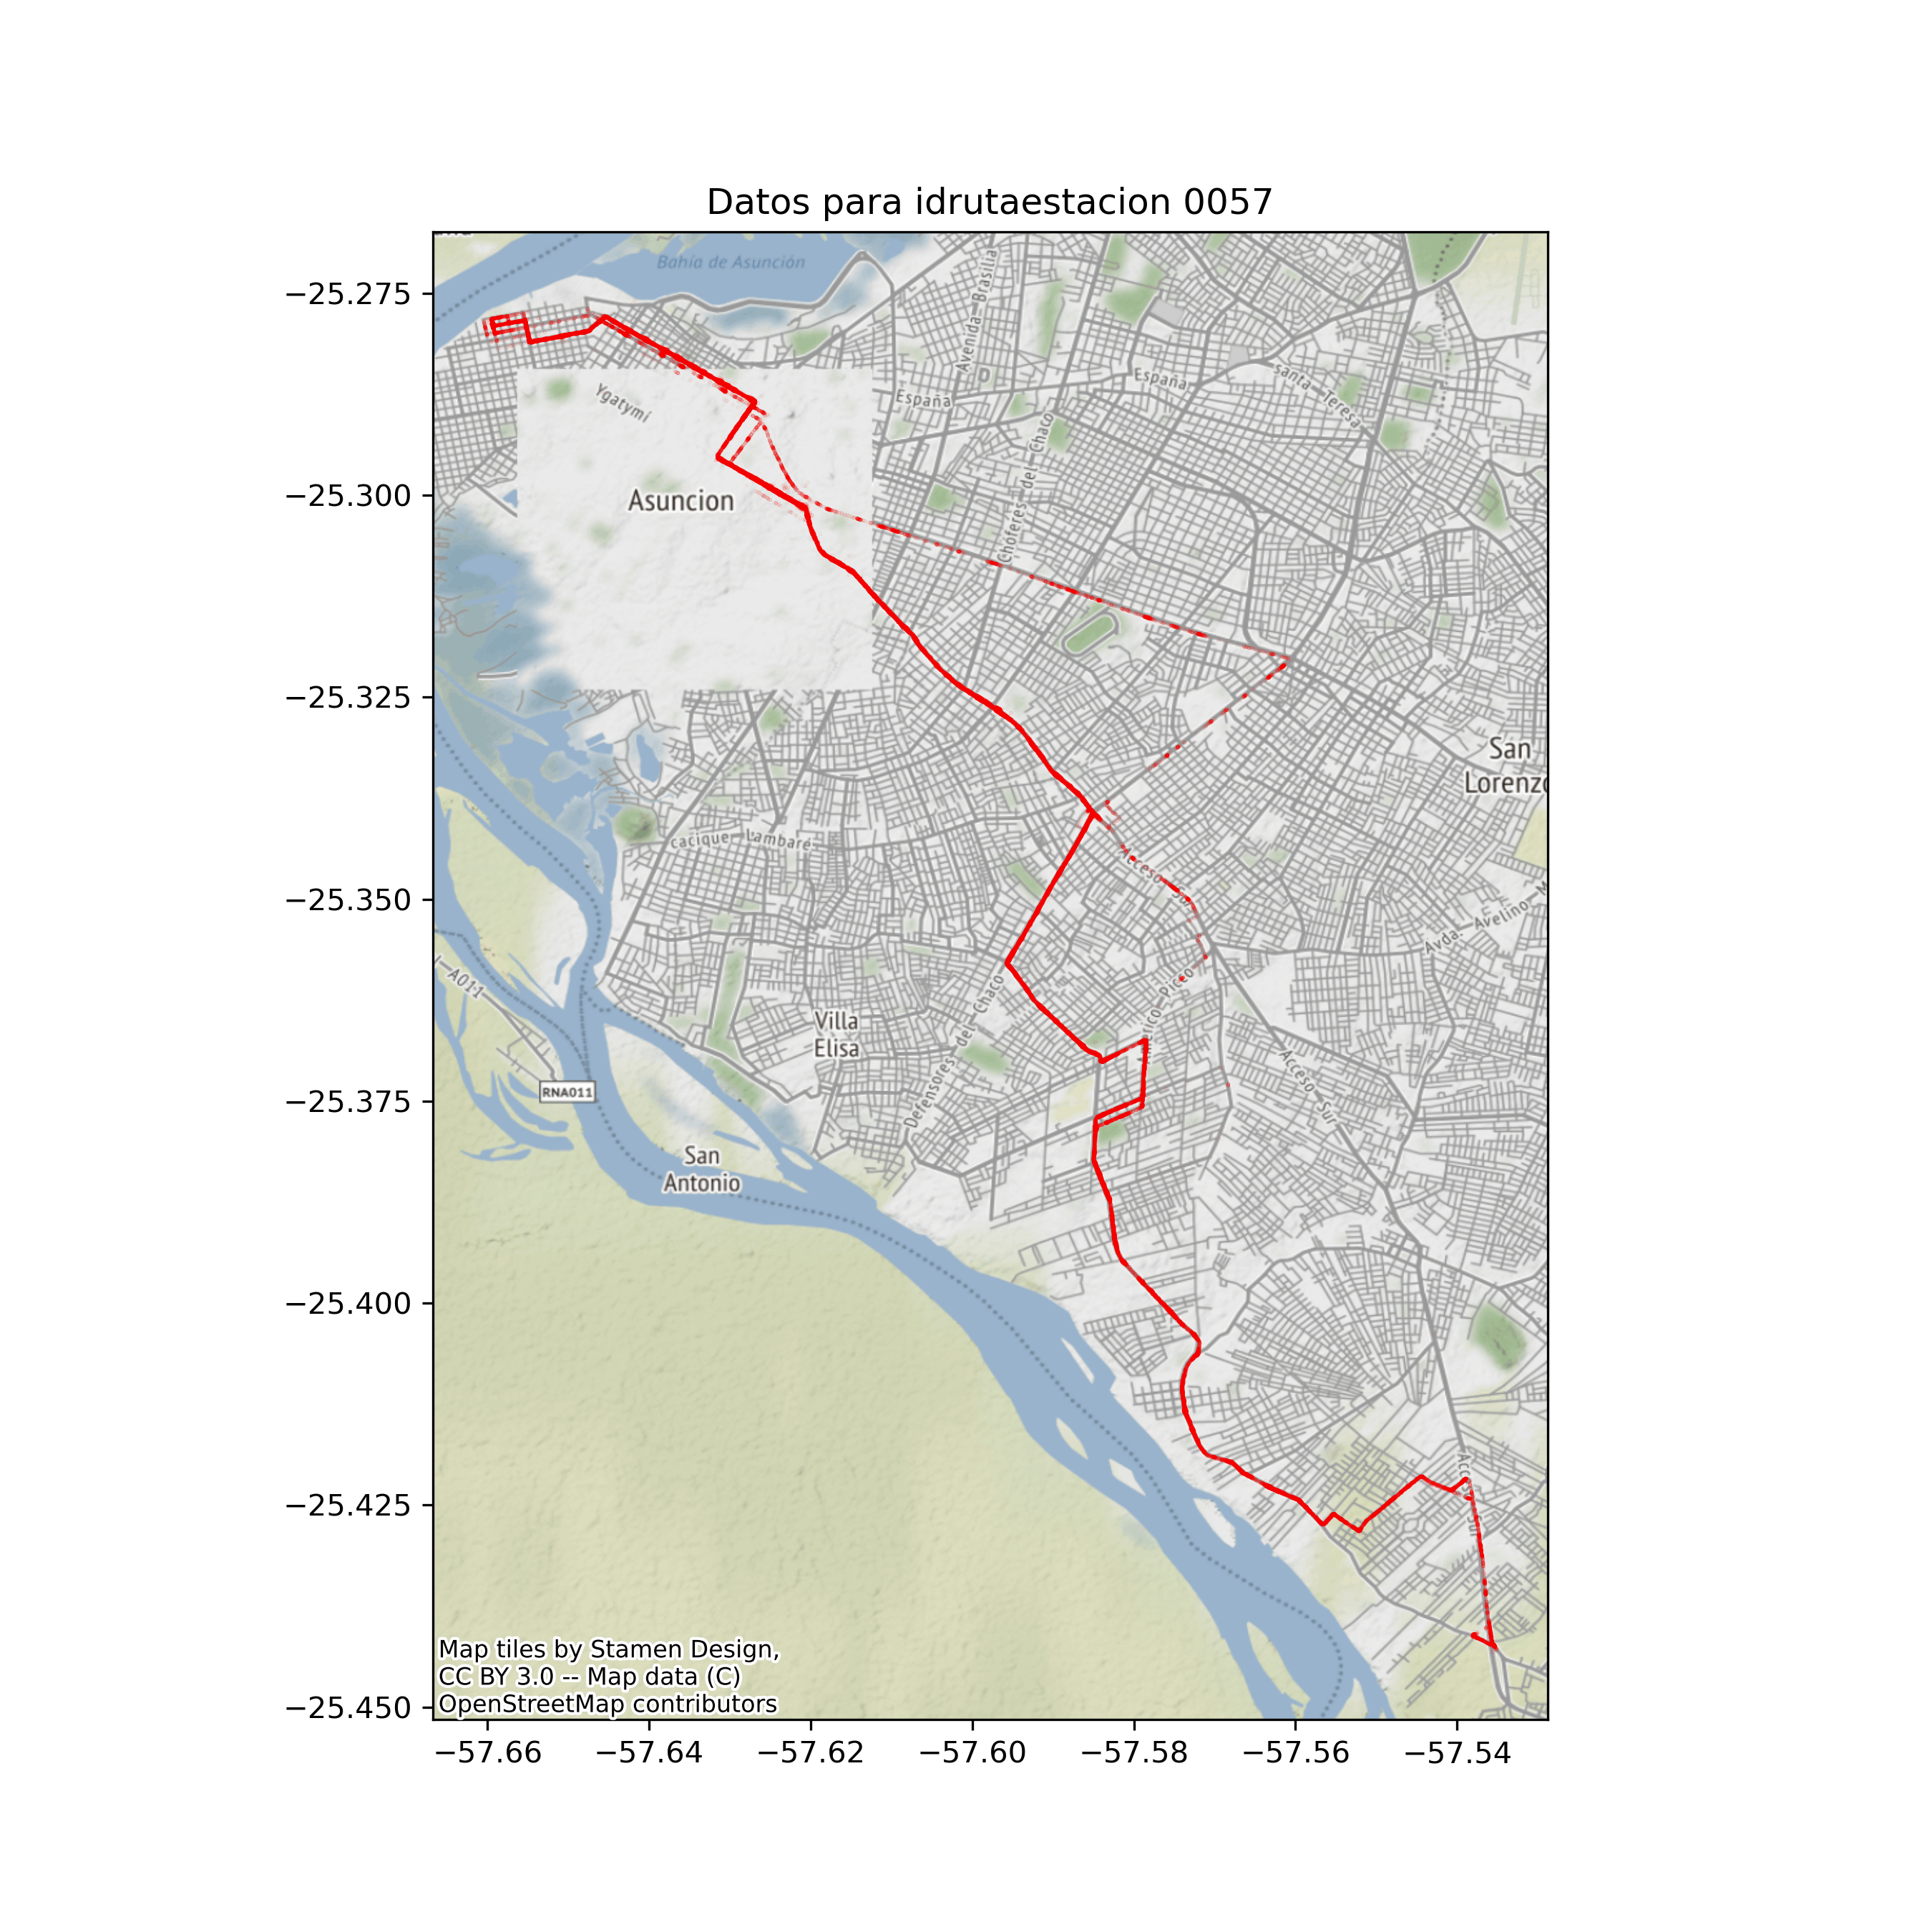 Datos para idrutaestacion 0057
Bahía de Asunción
Avenida Brasilia
España
España
santa Teresa
Ygatymí
Choferes del Chaco
Asuncion
San
Lorenzo
cacique Lambaré
Acceso Sur
Avda. Avelino M
A011
Villa
Elisa
Defensores del Chaco
Américo Pico
Acceso Sur
RNA011
San
Antonio
Acceso Sur
Map tiles by Stamen Design,
CC BY 3.0 -- Map data (C)
OpenStreetMap contributors
−25.275
−25.300
−25.325
−25.350
−25.375
−25.400
−25.425
−25.450
−57.66
−57.64
−57.62
−57.60
−57.58
−57.56
−57.54